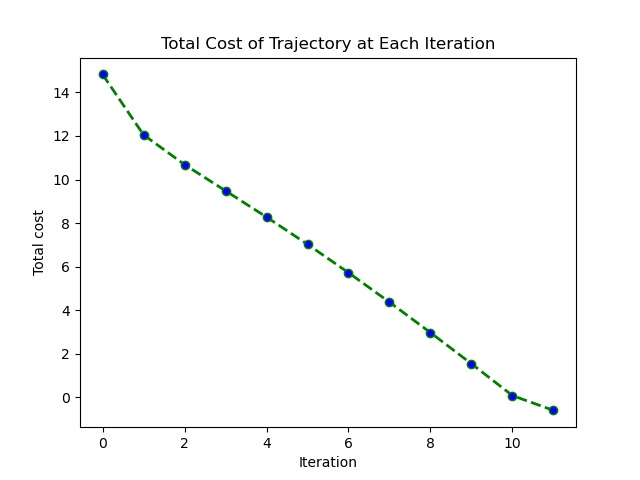 Total Cost of Trajectory at Each Iteration
Total cost
14
12
10
8
6
4
2
0
0 2 4 6 8 10
Iteration